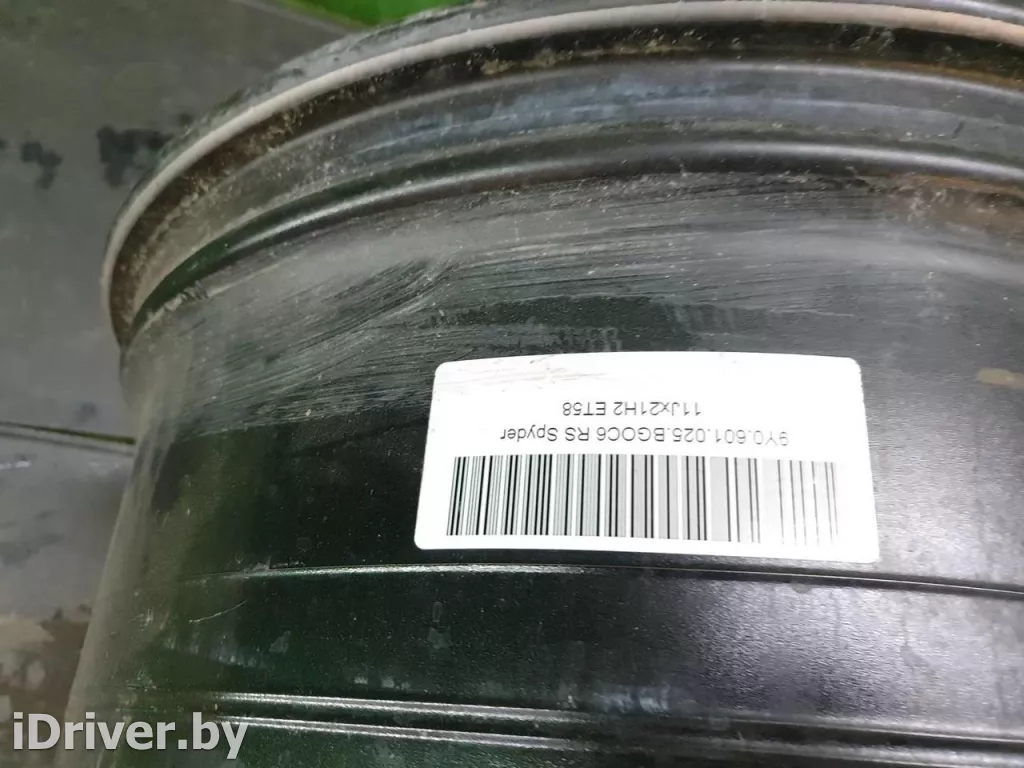 9Y0.601.025.BGOC6 RS Spyder
11Jx21H2 ET58
iDriver.by